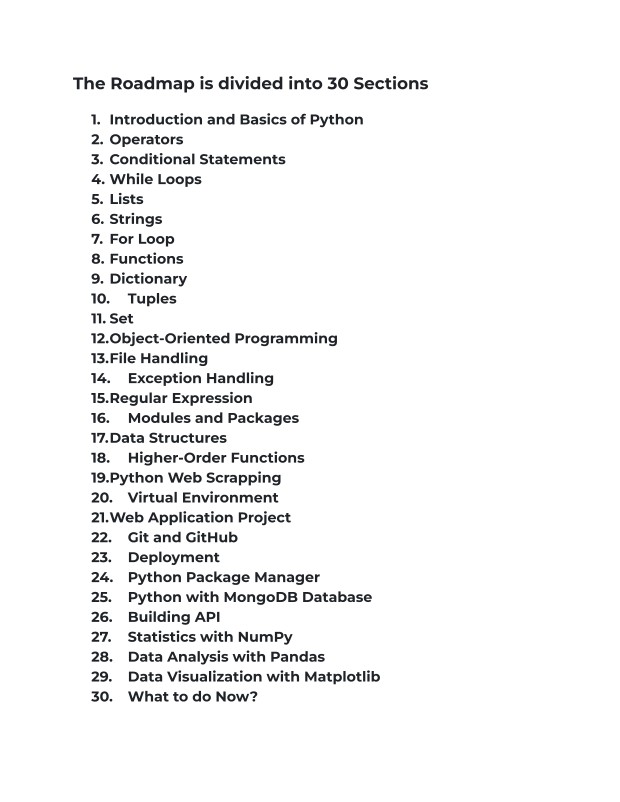 The Roadmap is divided into 30 Sections
1. Introduction and Basics of Python
2. Operators
3. Conditional Statements
4. While Loops
5. Lists
6. Strings
7. For Loop
8. Functions
9. Dictionary
10. Tuples
11. Set
12.Object-Oriented Programming
13.File Handling
14. Exception Handling
15.Regular Expression
16. Modules and Packages
17.Data Structures
18. Higher-Order Functions
19.Python Web Scrapping
20. Virtual Environment
21.Web Application Project
22. Git and GitHub
23. Deployment
24. Python Package Manager
25. Python with MongoDB Database
26. Building API
27. Statistics with NumPy
28. Data Analysis with Pandas
29. Data Visualization with Matplotlib
30. What to do Now?